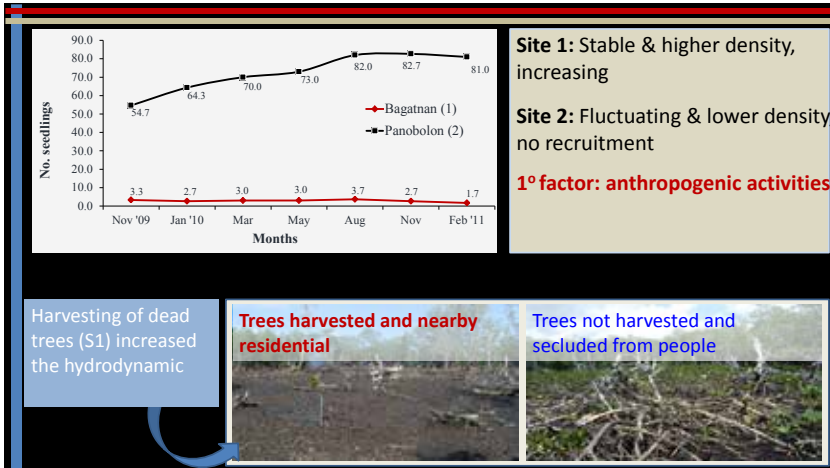 90.0
80.0
70.0
60.0
50.0
40.0
30.0
20.0
10.0
0.0
No. seedlings
54.7
64.3
70.0
73.0
82.0
82.7
81.0
Bagatnan (1)
Panobolon (2)
3.3
2.7
3.0
3.0
3.7
2.7
1.7
Nov '09
Jan '10
Mar
May
Aug
Nov
Feb '11
Months
Site 1: Stable & higher density,
increasing
Site 2: Fluctuating & lower density,
no recruitment
1º factor: anthropogenic activities
Harvesting of dead
trees (S1) increased
the hydrodynamic
Trees harvested and nearby
residential
Trees not harvested and
secluded from people